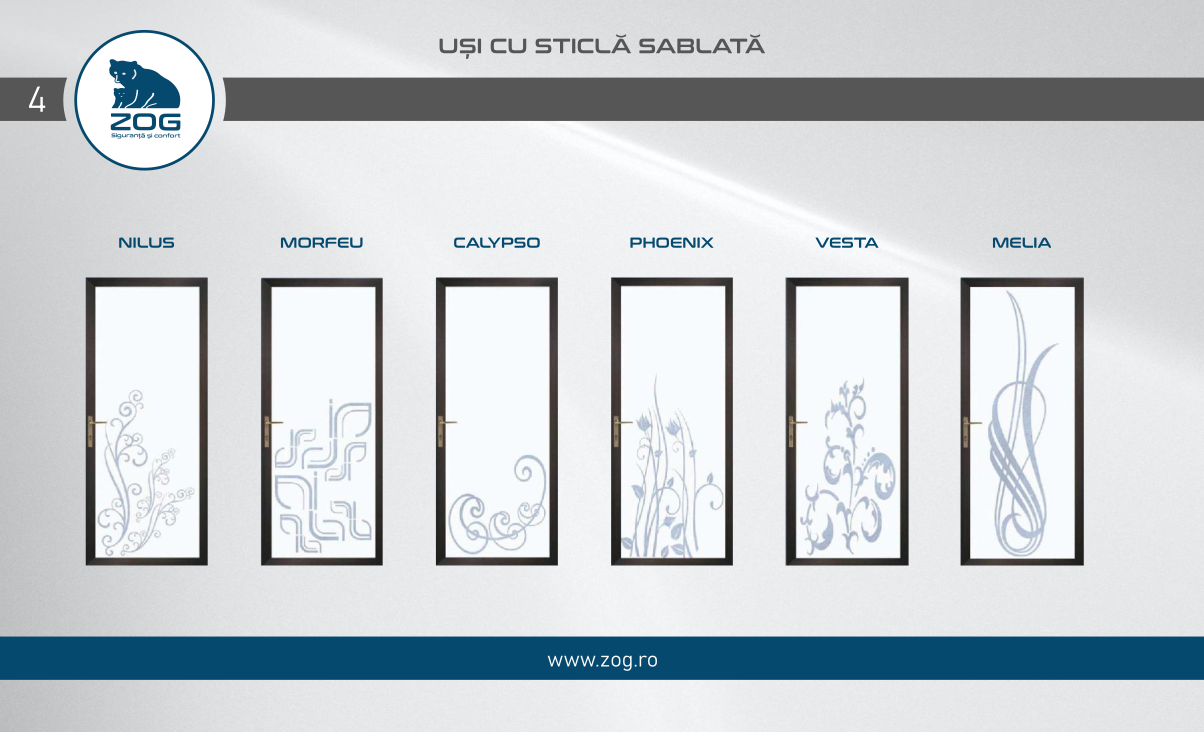 UȘI CU STICLĂ SABLATĂ
4
ZOG
Siguranță și confort
NILUS MORFEU CALYPSO PHOENIX VESTA MELIA
www.zog.ro